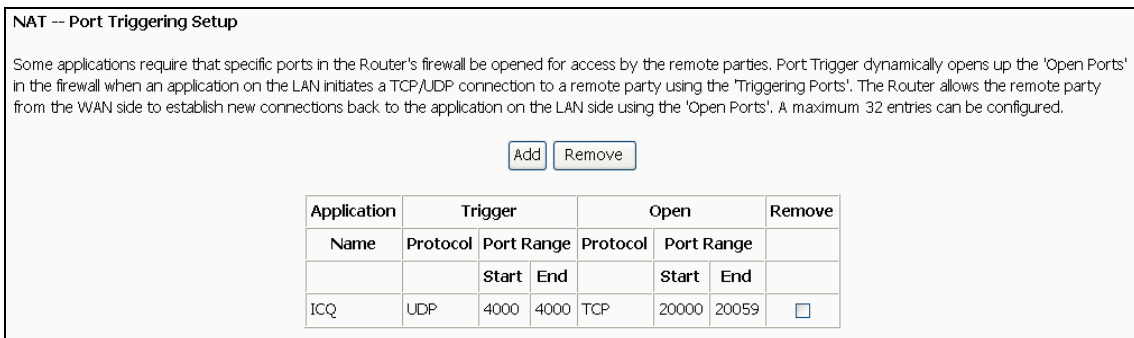 NAT -- Port Triggering Setup
Some applications require that specific ports in the Router's firewall be opened for access by the remote parties. Port Trigger dynamically opens up the 'Open Ports'
in the firewall when an application on the LAN initiates a TCP/UDP connection to a remote party using the 'Triggering Ports'. The Router allows the remote party
from the WAN side to establish new connections back to the application on the LAN side using the 'Open Ports'. A maximum 32 entries can be configured.
Add Remove
Application Trigger Open Remove
Name Protocol Port Range Protocol Port Range
Start End Start End
ICQ UDP 4000 4000 TCP 20000 20059